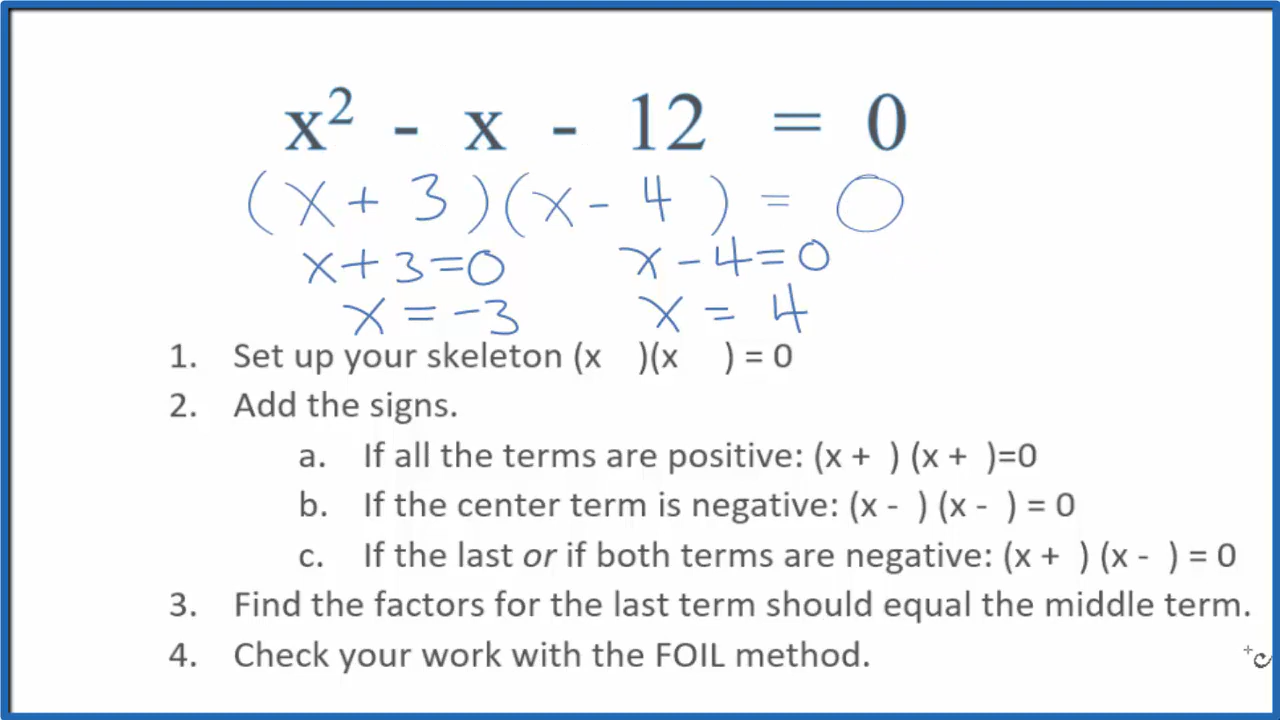 x² - x - 12 = 0
(x + 3)(x - 4) = 0
x + 3 = 0 x - 4 = 0
x = -3 x = 4
1. Set up your skeleton (x )(x ) = 0
2. Add the signs.
a. If all the terms are positive: (x + ) (x + )=0
b. If the center term is negative: (x - ) (x - ) = 0
c. If the last or if both terms are negative: (x + ) (x - ) = 0
3. Find the factors for the last term should equal the middle term.
4. Check your work with the FOIL method.